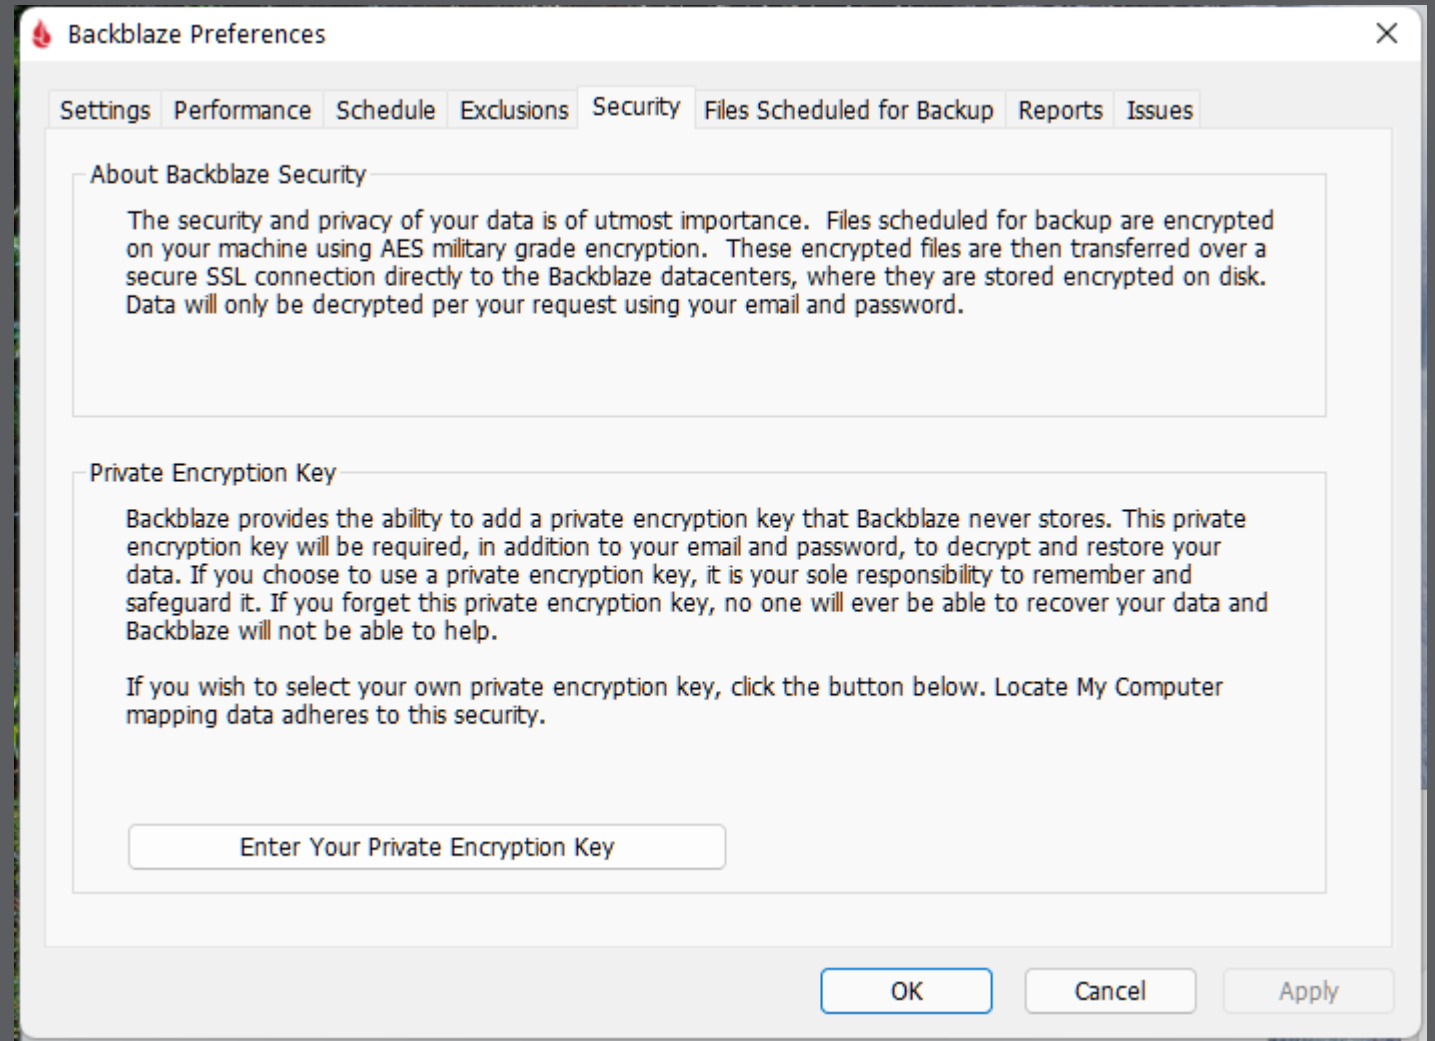 Backblaze Preferences
Settings Performance Schedule Exclusions Security Files Scheduled for Backup Reports Issues
About Backblaze Security
The security and privacy of your data is of utmost importance.  Files scheduled for backup are encrypted
on your machine using AES military grade encryption.  These encrypted files are then transferred over a
secure SSL connection directly to the Backblaze datacenters, where they are stored encrypted on disk.
Data will only be decrypted per your request using your email and password.
Private Encryption Key
Backblaze provides the ability to add a private encryption key that Backblaze never stores. This private
encryption key will be required, in addition to your email and password, to decrypt and restore your
data. If you choose to use a private encryption key, it is your sole responsibility to remember and
safeguard it. If you forget this private encryption key, no one will ever be able to recover your data and
Backblaze will not be able to help.
If you wish to select your own private encryption key, click the button below. Locate My Computer
mapping data adheres to this security.
Enter Your Private Encryption Key
OK Cancel Apply